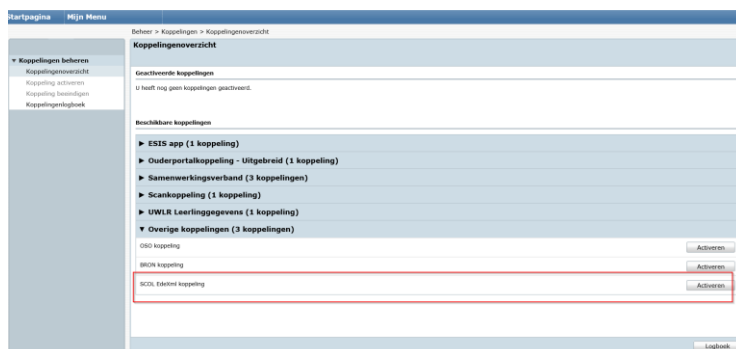 Startpagina Mijn Menu
Beheer > Koppelingen > Koppelingenoverzicht
Koppelingenoverzicht
▼ Koppelingen beheren
Koppelingenoverzicht
Koppeling activeren
Koppeling beëindigen
Koppelingenlogboek
Geactiveerde koppelingen
U heeft nog geen koppelingen geactiveerd.
Beschikbare koppelingen
► ESIS app (1 koppeling)
► Ouderportalkoppeling - Uitgebreid (1 koppeling)
► Samenwerkingsverband (3 koppelingen)
► Scankoppeling (1 koppeling)
► UWLR Leerlinggegevens (1 koppeling)
▼ Overige koppelingen (3 koppelingen)
OSO koppeling Activeren
BRON koppeling Activeren
SCOL EdeXml koppeling Activeren
Logboek